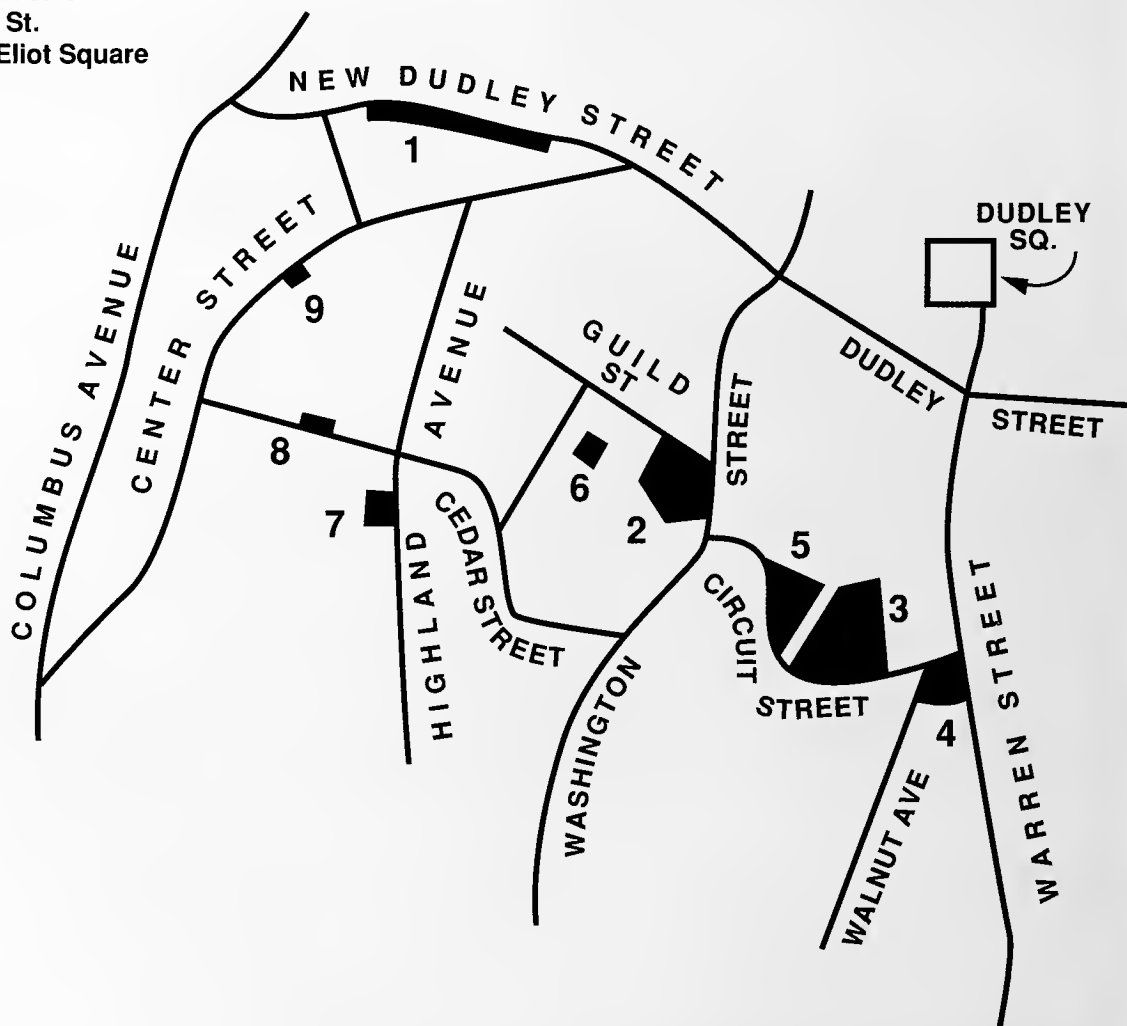 St.
Eliot Square
NEW DUDLEY STREET
1
DUDLEY
SQ.
COLUMBUS AVENUE
CENTER STREET
9
AVENUE
GUILD
ST
STREET
DUDLEY
STREET
8
6
2
7
HIGHLAND
CEDAR STREET
5
3
CIRCUIT
STREET
4
WASHINGTON
WALNUT AVE
WARREN STREET